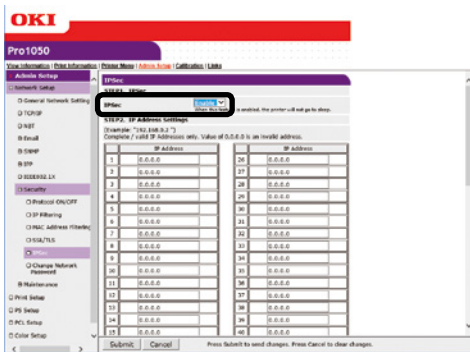 OKI
Pro1050
View Information | Print Information | Printer Menu | Admin Setup | Calibration | Links
Admin Setup
Network Setup
General Network Setting
TCP/IP
NBT
Email
SNMP
IPP
IEEE802.1X
Security
Protocol ON/OFF
IP Filtering
MAC Address Filtering
SSL/TLS
IPSec
Change Network
Password
Maintenance
Print Setup
PS Setup
PCL Setup
Color Setup
IPSec
STEP1. IPSec
IPSec Enable
When this is enabled, the printer will not go to sleep.
STEP2. IP Address Settings
(Example: "192.168.0.2 ")
Complete / valid IP Addresses only. Value of 0.0.0.0 is an invalid address.
IP Address IP Address
1 0.0.0.0 26 0.0.0.0
2 0.0.0.0 27 0.0.0.0
3 0.0.0.0 28 0.0.0.0
4 0.0.0.0 29 0.0.0.0
5 0.0.0.0 30 0.0.0.0
6 0.0.0.0 31 0.0.0.0
7 0.0.0.0 32 0.0.0.0
8 0.0.0.0 33 0.0.0.0
9 0.0.0.0 34 0.0.0.0
10 0.0.0.0 35 0.0.0.0
11 0.0.0.0 36 0.0.0.0
12 0.0.0.0 37 0.0.0.0
13 0.0.0.0 38 0.0.0.0
14 0.0.0.0 39 0.0.0.0
15 0.0.0.0 40 0.0.0.0
Submit Cancel Press Submit to send changes. Press Cancel to clear changes.